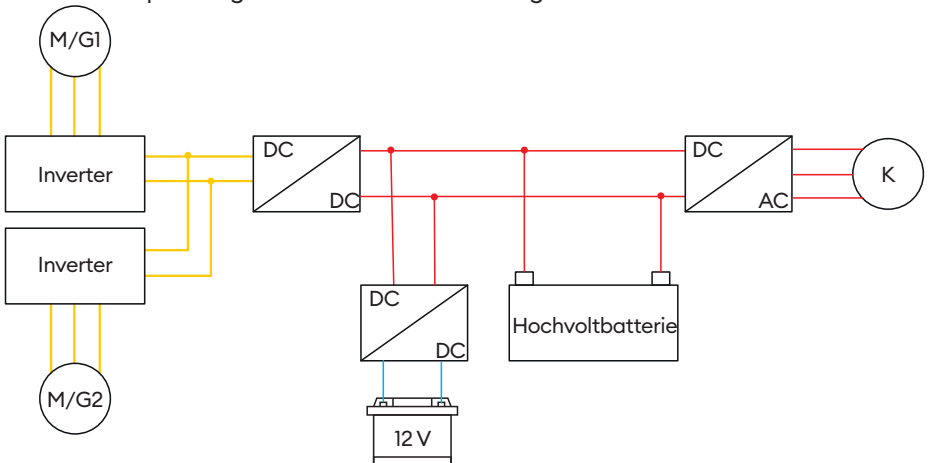 M/G1
Inverter
DC
DC
DC
AC
K
Inverter
DC
DC
Hochvoltbatterie
M/G2
12 V